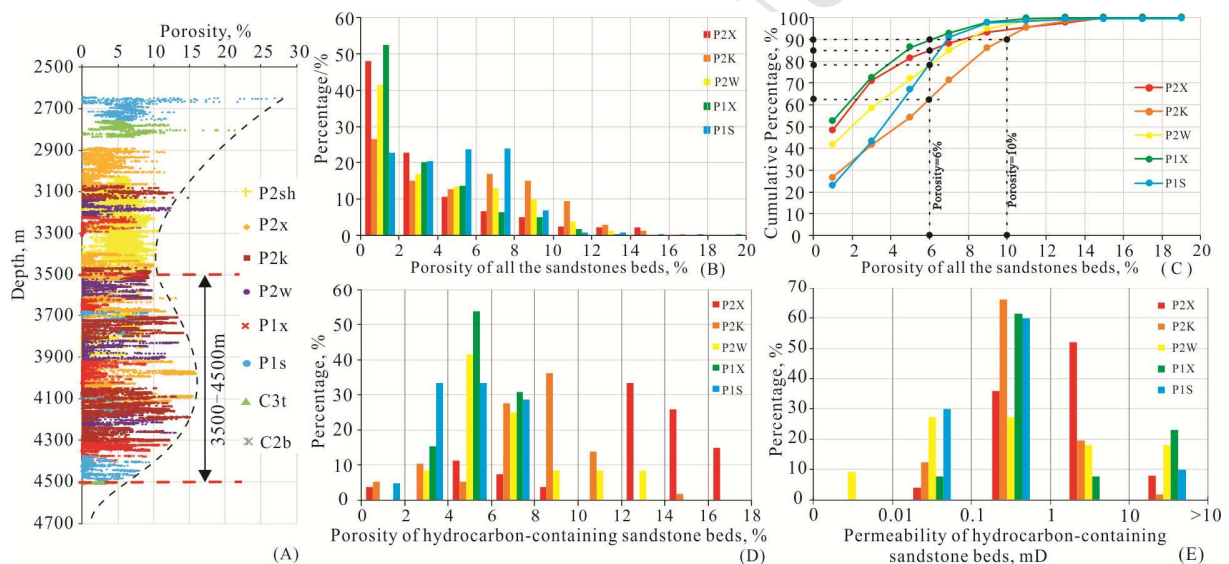 Porosity, %
0 5 10 15 20 25 30
Depth, m
2500
2700
2900
3100
3300
3500
3700
3900
4100
4300
4500
4700
P2sh
P2x
P2k
P2w
P1x
P1s
C3t
C2b
3500-4500m
(A)
Percentage/%
60
50
40
30
20
10
0
0 2 4 6 8 10 12 14 16 18 20
Porosity of all the sandstones beds, %
(B)
P2X
P2K
P2W
P1X
P1S
Cumulative Percentage, %
100
90
80
70
60
50
40
30
20
10
0
0 2 4 6 8 10 12 14 16 18 20
Porosity of all the sandstones beds, %
(C)
Porosity=6%
Porosity=10%
P2X
P2K
P2W
P1X
P1S
Percentage, %
60
50
40
30
20
10
0
0 2 4 6 8 10 12 14 16 18
Porosity of hydrocarbon-containing sandstone beds, %
(D)
P2X
P2K
P2W
P1X
P1S
Percentage, %
70
60
50
40
30
20
10
0
0 0.01 0.1 1 10 >10
Permeability of hydrocarbon-containing
sandstone beds, mD
(E)
P2X
P2K
P2W
P1X
P1S